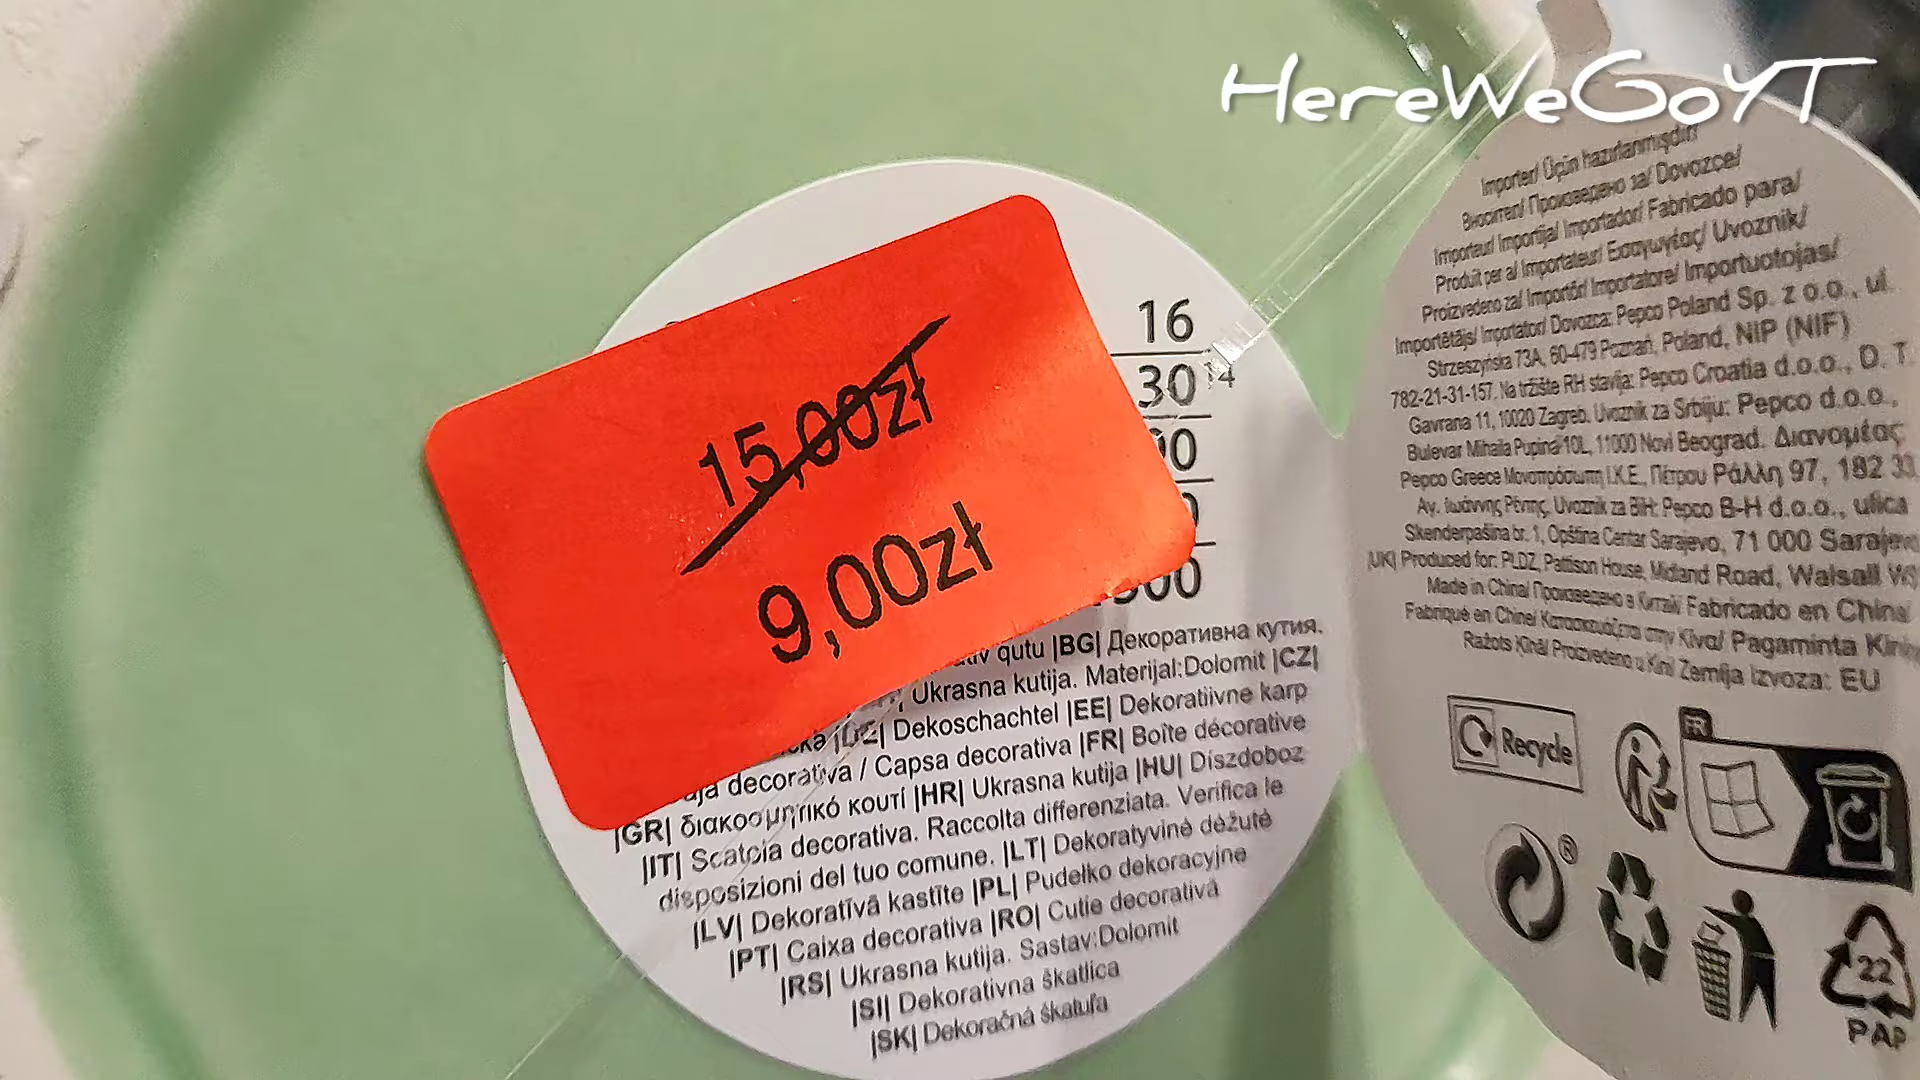 HereWeGoYT
15,00zł
9,00zł
16
30
14
qutu |BG| Декоративна кутия.
Ukrasna kutija. Materijal:Dolomit |CZ|
Dekoschachtel |EE| Dekoratiivne karp
decorativa / Capsa decorativa |FR| Boîte décorative
|GR| διακοσμητικό κουτί |HR| Ukrasna kutija |HU| Díszdoboz
|IT| Scatola decorativa. Raccolta differenziata. Verifica le
disposizioni del tuo comune. |LT| Dekoratyvinė dėžutė
|LV| Dekoratīvā kastīte |PL| Pudełko dekoracyjne
|PT| Caixa decorativa |RO| Cutie decorativă
|RS| Ukrasna kutija. Sastav:Dolomit
|SI| Dekorativna škatlica
|SK| Dekoračná škatuľa
Importer/ Üçün hazırlanmışdır/
Вносител/ Произведено за/ Dovozce/
Importeur/ Importija/ Importador/ Fabricado para/
Produït per a/ Importateur/ Εισαγωγέας/ Uvoznik/
Proizvedeno za/ Importőr/ Importatore/ Importuotojas/
Importētājs/ Importator/ Dovozca: Pepco Poland Sp. z o.o., ul.
Strzeszyńska 73A, 60-479 Poznań, Poland, NIP (NIF)
782-21-31-157. Na tržište RH stavlja: Pepco Croatia d.o.o., D. T.
Gavrana 11, 10020 Zagreb. Uvoznik za Srbiju: Pepco d.o.o.,
Bulevar Mihaila Pupina 10L, 11000 Novi Beograd. Διανομέας:
Pepco Greece Μονοπρόσωπη Ι.Κ.Ε., Πέτρου Ράλλη 97, 182 33
Αγ. Ιωάννης Ρέντης. Uvoznik za BiH: Pepco B-H d.o.o., ulica
Skenderpašina br. 1, Opština Centar Sarajevo, 71 000 Sarajevo
|UK| Produced for: PLDZ, Pattison House, Midland Road, Walsall
Made in China/ Произведено в Китай/ Fabricado en China/
Fabriqué en Chine/ Κατασκευάζεται στην Κίνα/ Pagaminta
Ražots Ķīnā/ Proizvedeno u Kini Zemlja Izvoza: EU
Recycle
FR
®
22
PAP